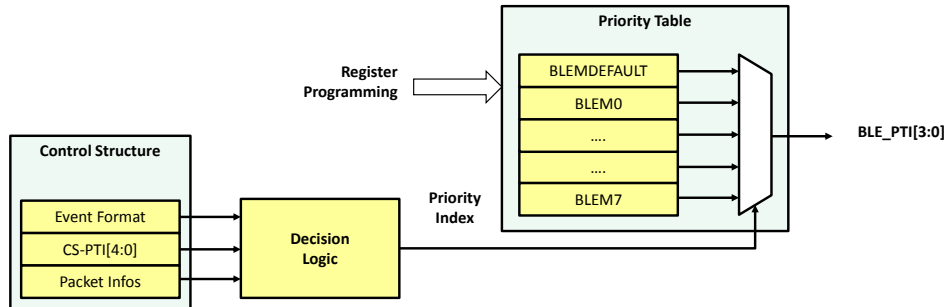 Priority Table
BLEMDEFAULT
BLEM0
....
....
BLEM7
Register
Programming
BLE_PTI[3:0]
Control Structure
Event Format
CS-PTI[4:0]
Packet Infos
Decision
Logic
Priority
Index